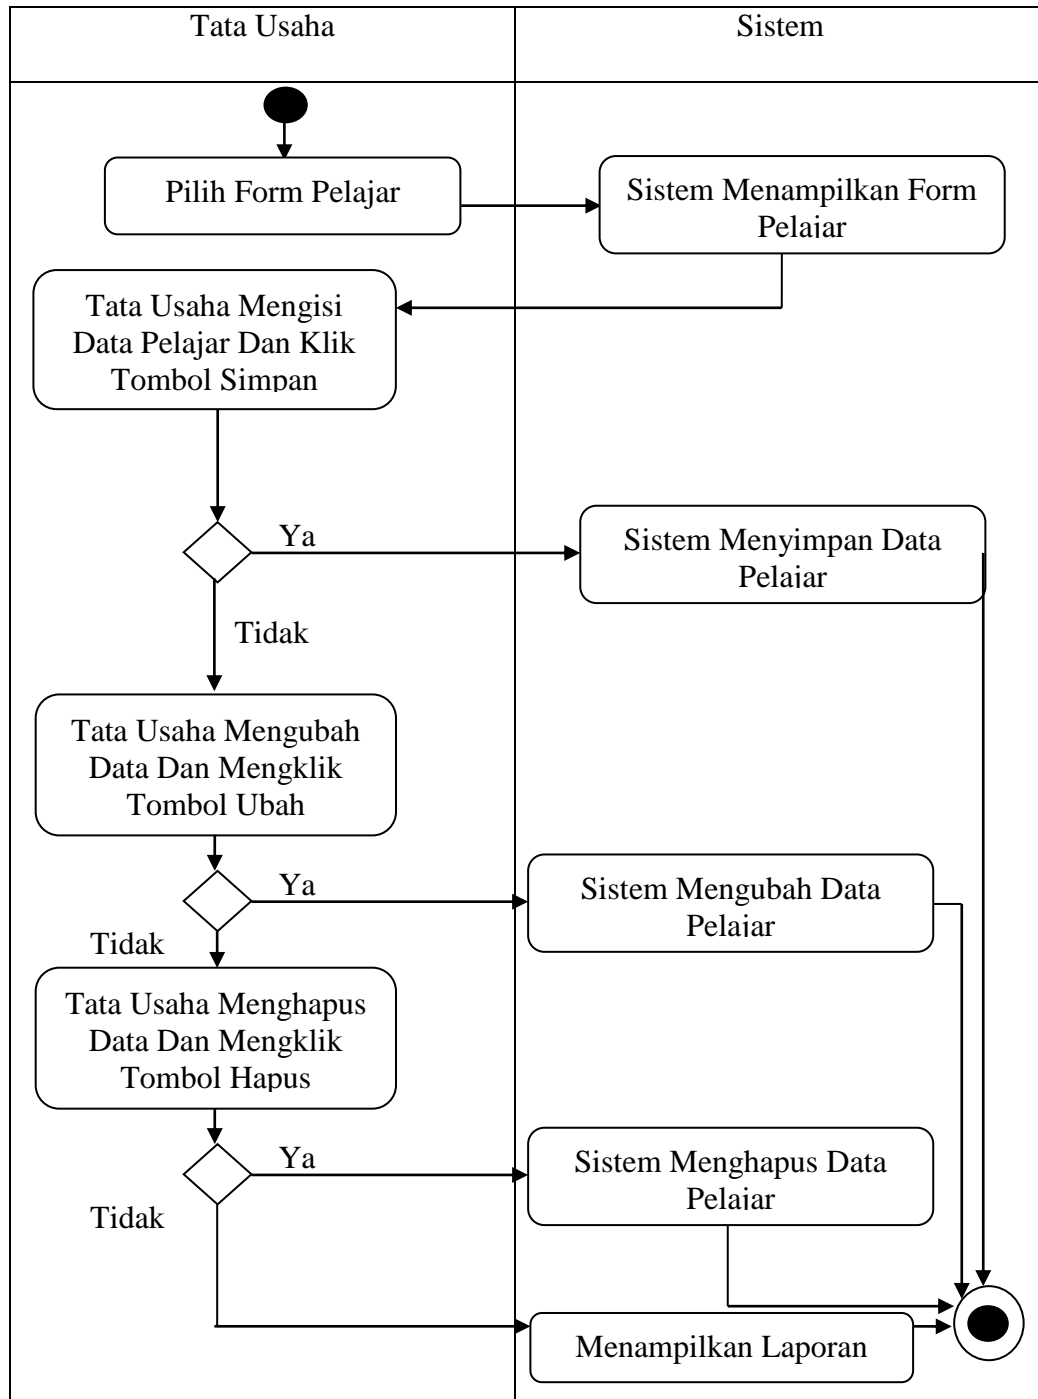 Tata Usaha
Sistem
Pilih Form Pelajar
Sistem Menampilkan Form
Pelajar
Tata Usaha Mengisi
Data Pelajar Dan Klik
Tombol Simpan
Ya
Sistem Menyimpan Data
Pelajar
Tidak
Tata Usaha Mengubah
Data Dan Mengklik
Tombol Ubah
Ya
Sistem Mengubah Data
Pelajar
Tidak
Tata Usaha Menghapus
Data Dan Mengklik
Tombol Hapus
Ya
Sistem Menghapus Data
Pelajar
Tidak
Menampilkan Laporan